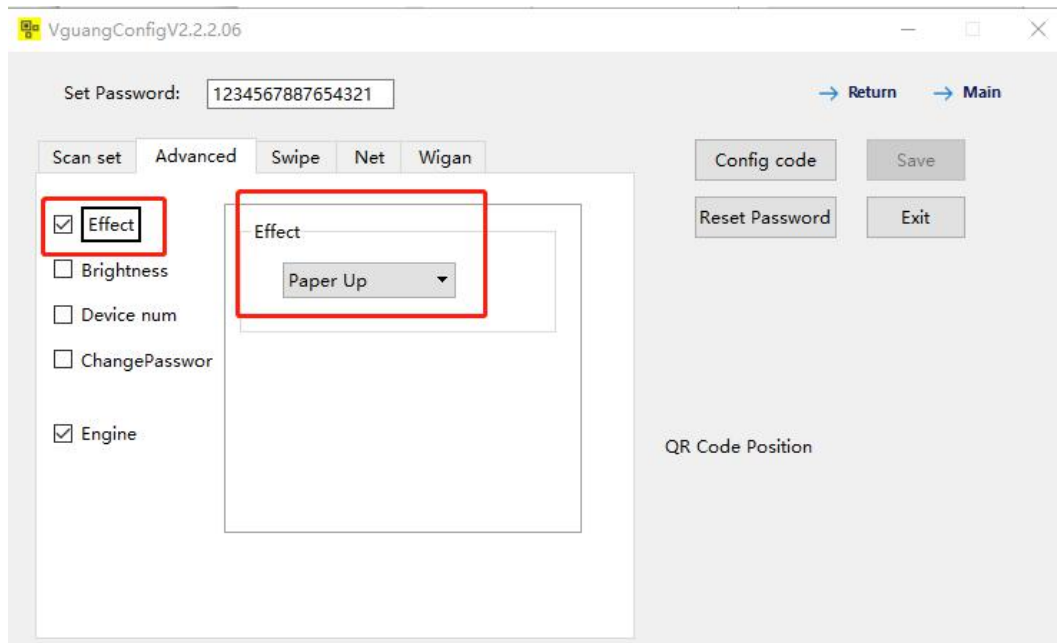 VguangConfigV2.2.2.06
Set Password: 1234567887654321
Return Main
Scan set Advanced Swipe Net Wigan
Config code Save
Reset Password Exit
Effect
Effect
Paper Up
Brightness
Device num
ChangePasswor
Engine
QR Code Position